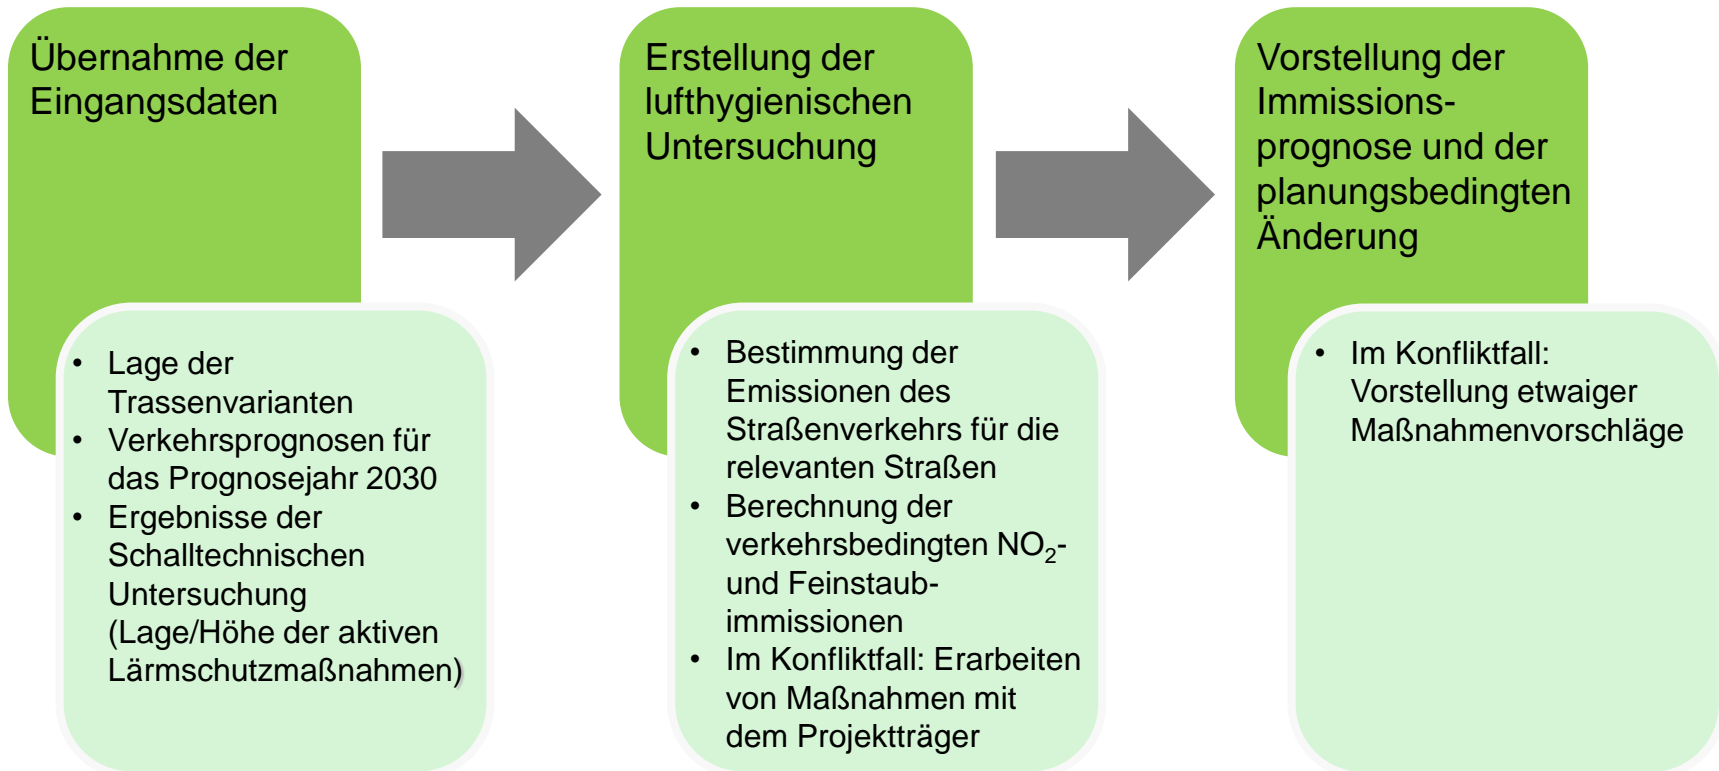 Übernahme der
Eingangsdaten
• Lage der
Trassenvarianten
• Verkehrsprognosen für
das Prognosejahr 2030
• Ergebnisse der
Schalltechnischen
Untersuchung
(Lage/Höhe der aktiven
Lärmschutzmaßnahmen)
Erstellung der
lufthygienischen
Untersuchung
• Bestimmung der
Emissionen des
Straßenverkehrs für die
relevanten Straßen
• Berechnung der
verkehrsbedingten NO₂-
und Feinstaub-
immissionen
• Im Konfliktfall: Erarbeiten
von Maßnahmen mit
dem Projektträger
Vorstellung der
Immissions-
prognose und der
planungsbedingten
Änderung
• Im Konfliktfall:
Vorstellung etwaiger
Maßnahmenvorschläge